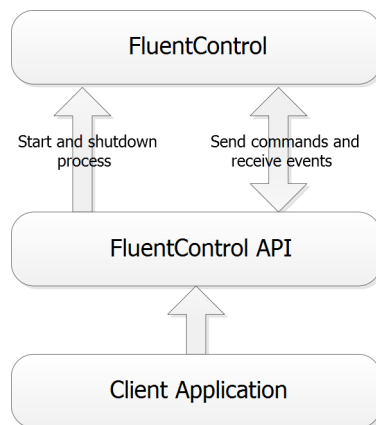 FluentControl
Start and shutdown
process
Send commands and
receive events
FluentControl API
Client Application